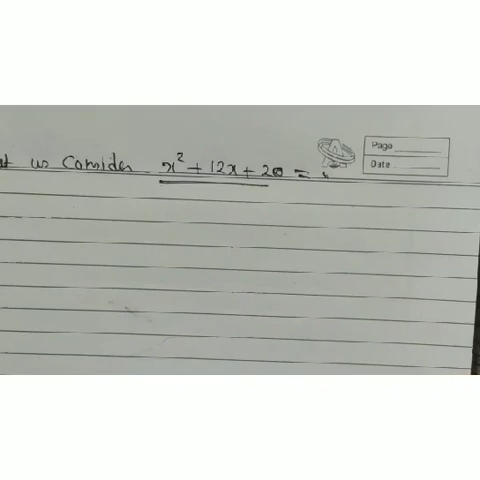 us Consider x² + 12x + 20 =
Page
Date